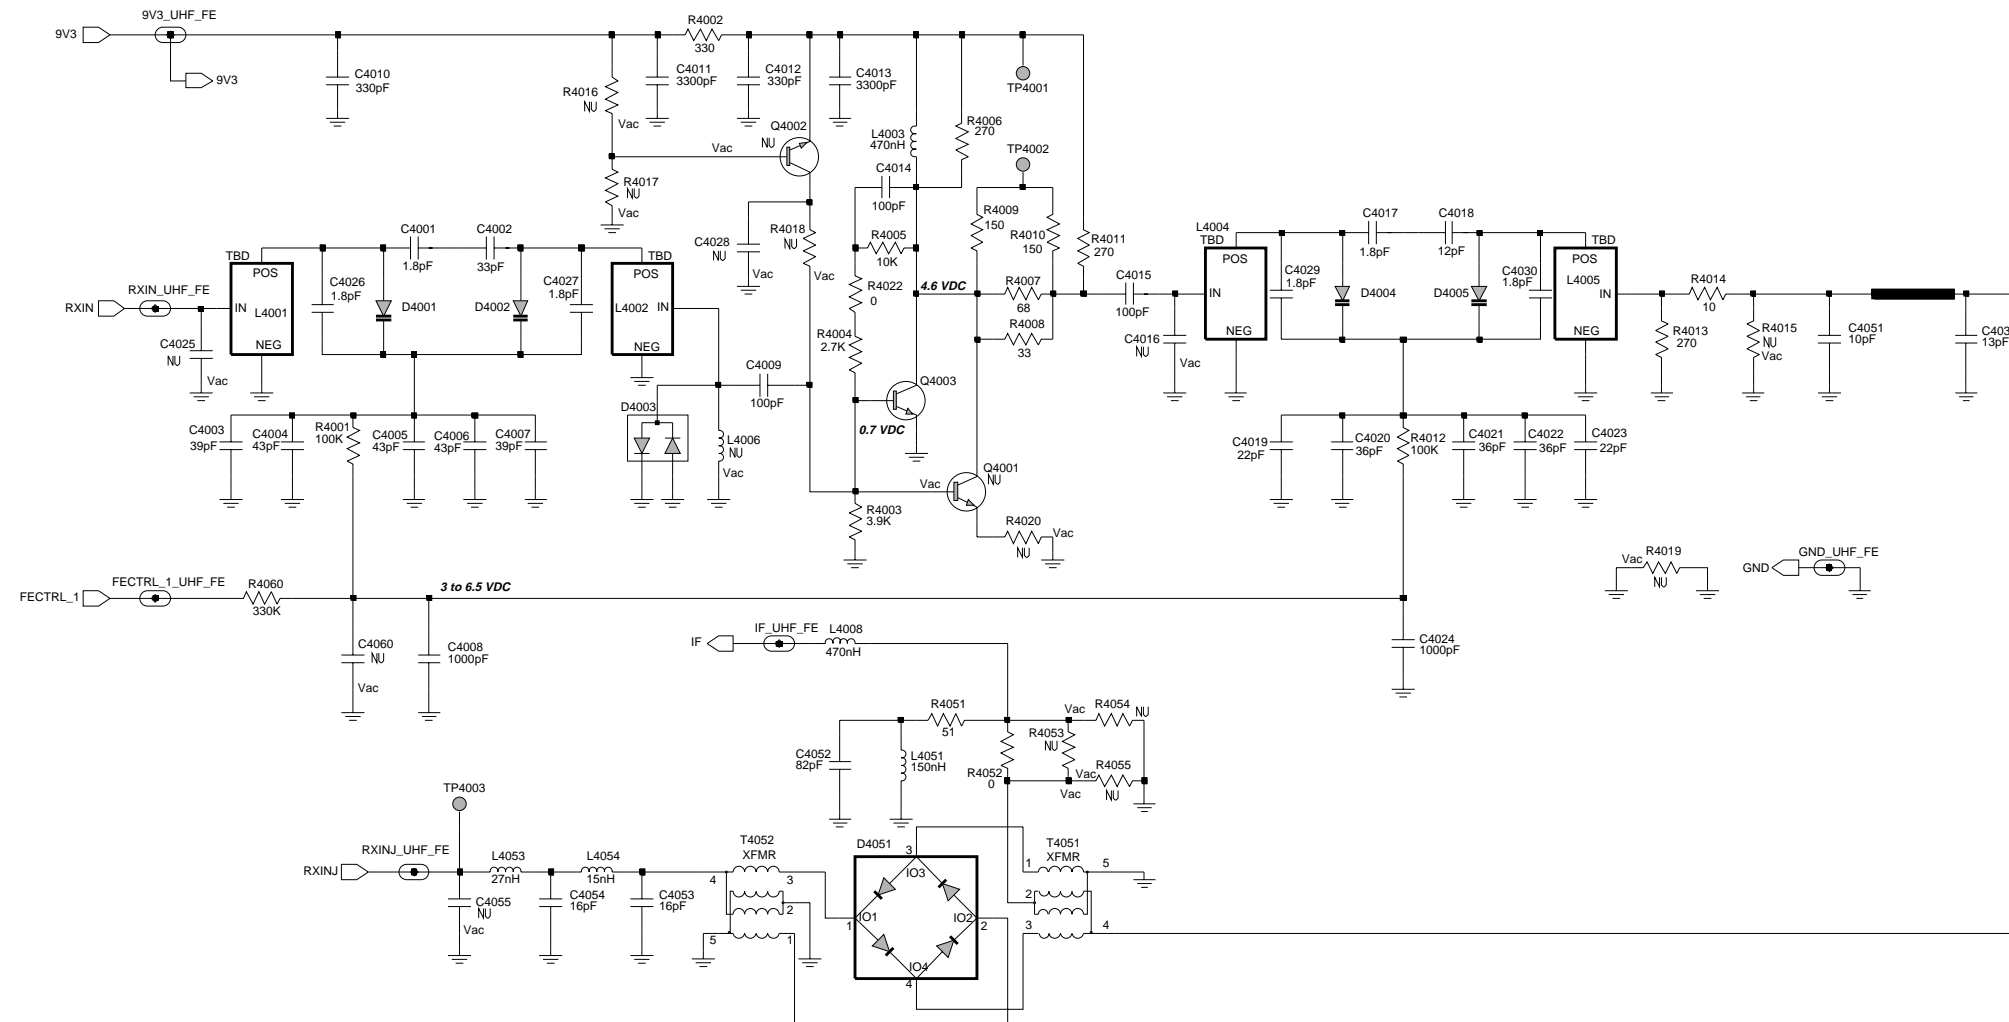 9V3_UHF_FE
9V3
9V3
R4002
330
C4010
330pF
C4011
3300pF
C4012
330pF
C4013
3300pF
TP4001
R4016
NU
Vac
Q4002
NU
Vac
R4017
NU
Vac
L4003
470nH
R4006
270
C4014
100pF
TP4002
C4028
NU
Vac
R4018
NU
Vac
R4005
10K
R4009
150
R4010
150
R4011
270
RXIN
RXIN_UHF_FE
C4025
NU
Vac
TBD
POS
IN
L4001
NEG
C4026
1.8pF
D4001
C4001
1.8pF
C4002
33pF
D4002
C4027
1.8pF
TBD
POS
L4002
IN
NEG
R4022
0
4.6 VDC
R4007
68
R4008
33
R4004
2.7K
C4015
100pF
C4016
NU
Vac
L4004
TBD
POS
IN
NEG
C4029
1.8pF
D4004
C4017
1.8pF
C4018
12pF
D4005
C4030
1.8pF
TBD
POS
L4005
IN
NEG
R4014
10
R4013
270
R4015
NU
Vac
C4051
10pF
C403
13pF
C4009
100pF
D4003
L4006
NU
Vac
Q4003
0.7 VDC
Vac
Q4001
NU
R4003
3.9K
R4020
NU
Vac
C4003
39pF
C4004
43pF
R4001
100K
C4005
43pF
C4006
43pF
C4007
39pF
C4019
22pF
C4020
36pF
R4012
100K
C4021
36pF
C4022
36pF
C4023
22pF
FECTRL_1
FECTRL_1_UHF_FE
R4060
330K
3 to 6.5 VDC
C4060
NU
Vac
C4008
1000pF
C4024
1000pF
Vac
R4019
NU
GND
GND_UHF_FE
IF
IF_UHF_FE
L4008
470nH
R4051
51
C4052
82pF
L4051
150nH
R4052
0
Vac
R4053
NU
Vac
Vac
R4054
NU
R4055
NU
TP4003
RXINJ
RXINJ_UHF_FE
C4055
NU
Vac
L4053
27nH
C4054
16pF
L4054
15nH
C4053
16pF
T4052
XFMR
4
3
2
5
1
D4051
3
IO3
IO1
1
IO2
2
IO4
4
T4051
XFMR
1
5
2
3
4